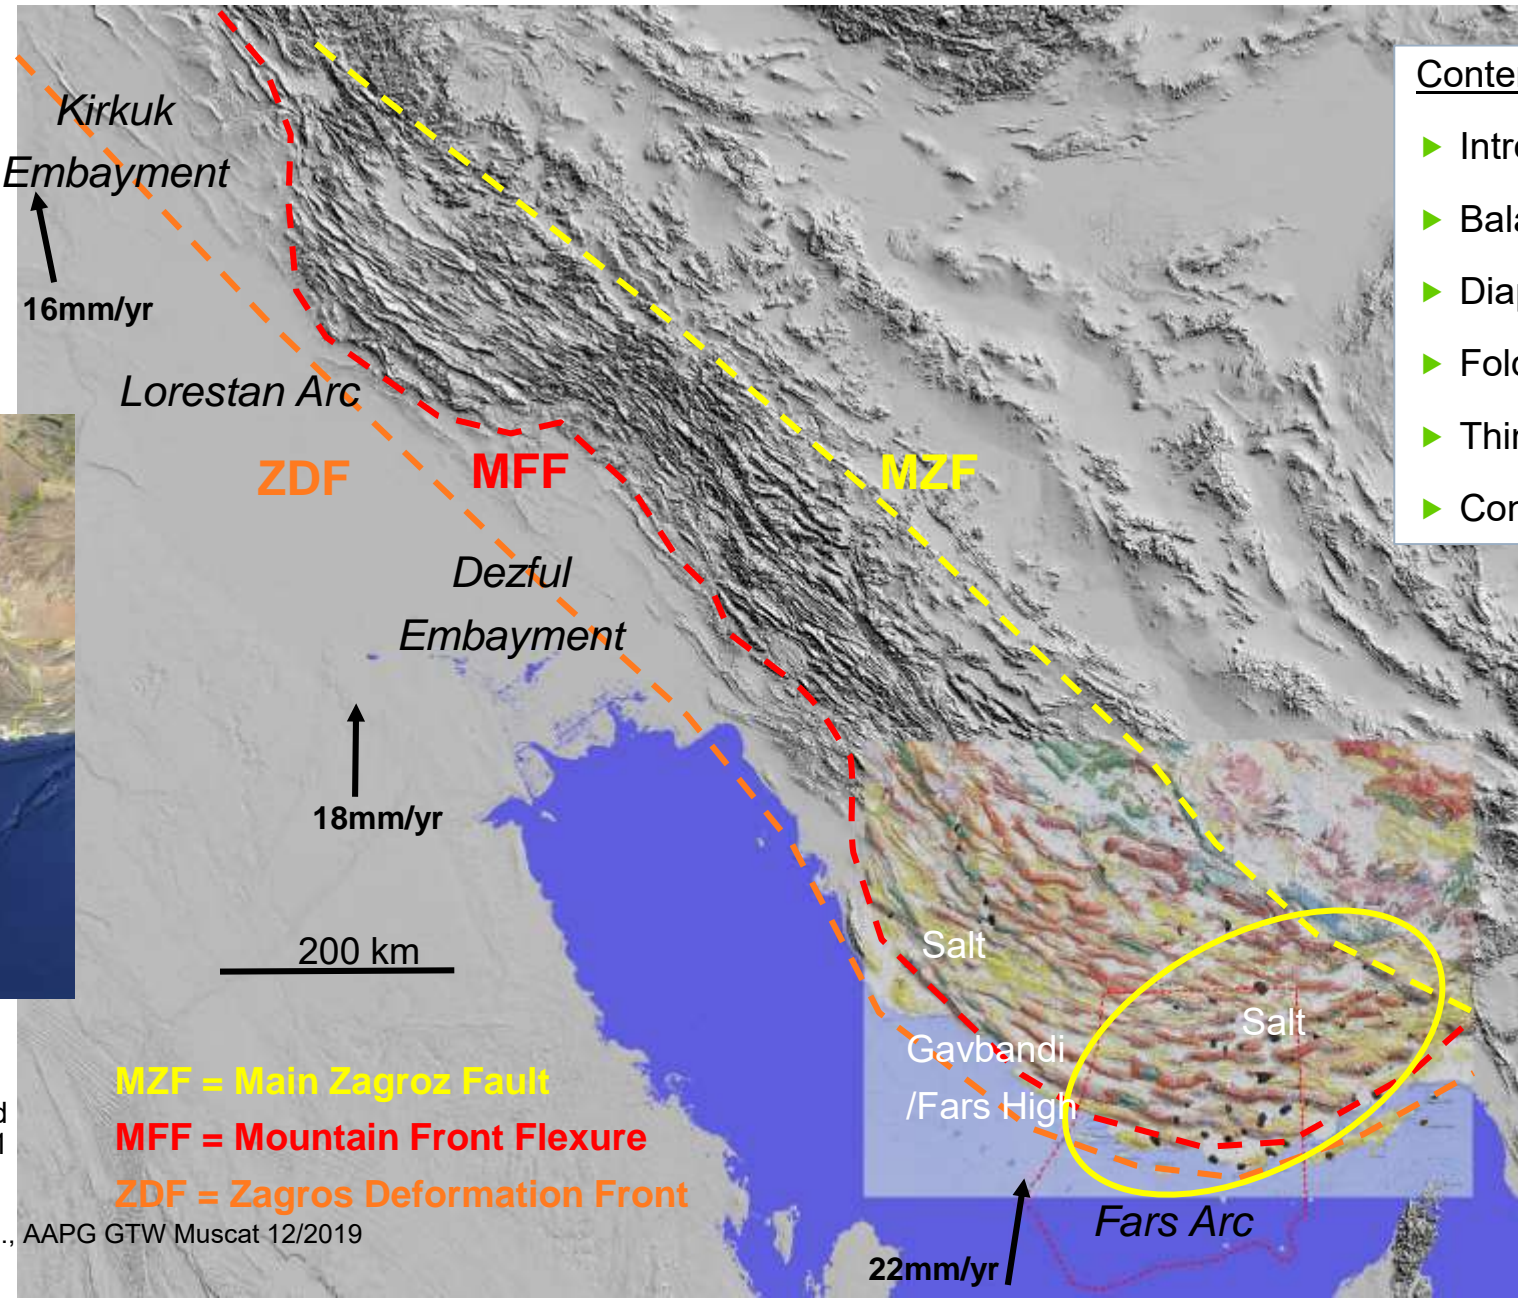 Kirkuk
Embayment
16mm/yr
Lorestan Arc
ZDF
MFF
MZF
Dezful
Embayment
18mm/yr
200 km
Salt
Salt
Gavbandi
/Fars High
MZF = Main Zagroz Fault
MFF = Mountain Front Flexure
ZDF = Zagros Deformation Front
., AAPG GTW Muscat 12/2019
Fars Arc
22mm/yr